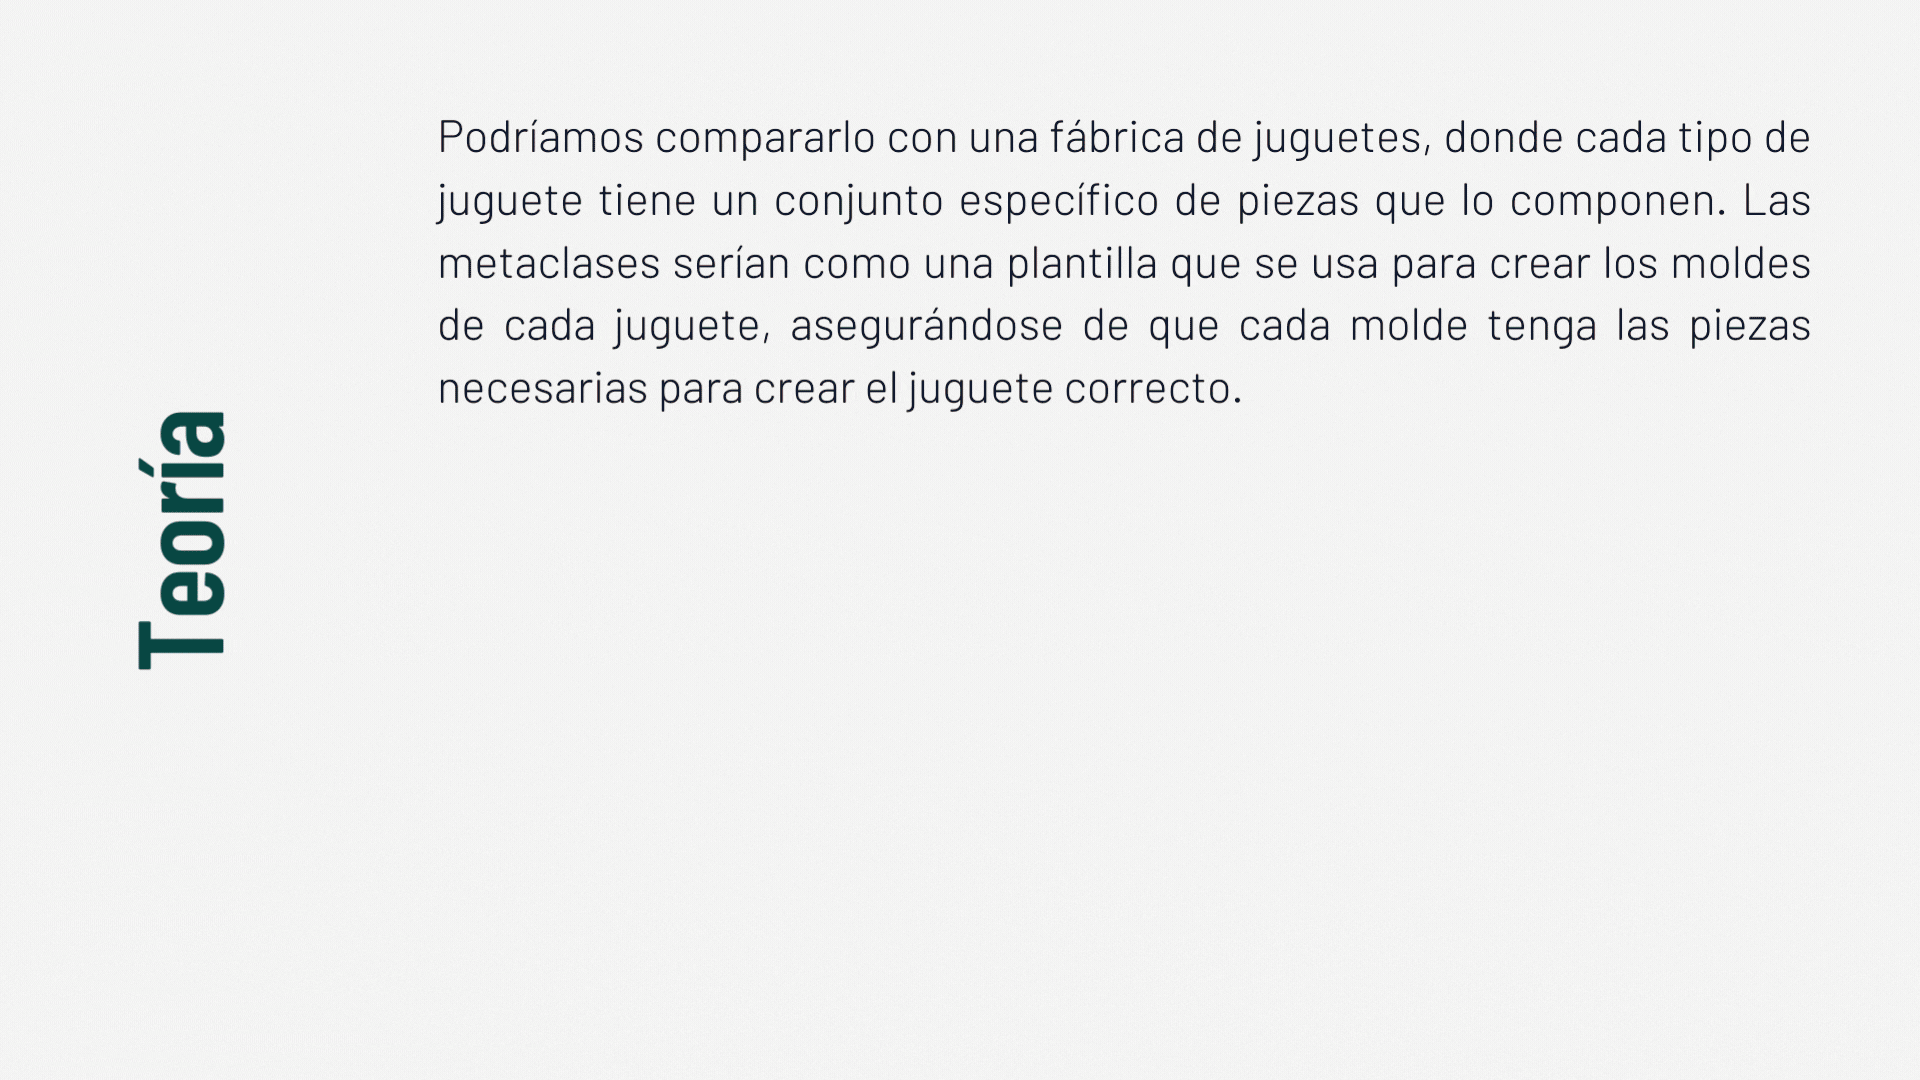 Teoría
Podríamos compararlo con una fábrica de juguetes, donde cada tipo de
juguete tiene un conjunto específico de piezas que lo componen. Las
metaclases serían como una plantilla que se usa para crear los moldes
de cada juguete, asegurándose de que cada molde tenga las piezas
necesarias para crear el juguete correcto.